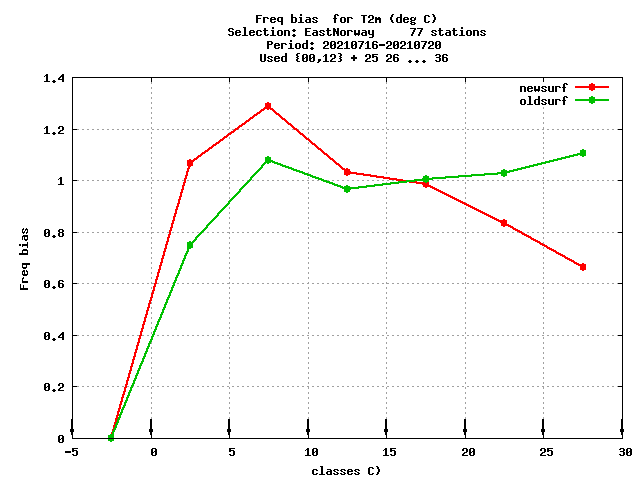 Freq bias  for T2m (deg C)
Selection: EastNorway     77 stations
Period: 20210716-20210720
Used {00,12} + 25 26 ... 36
newsurf
oldsurf
1.4
1.2
1
0.8
0.6
0.4
0.2
0
Freq bias
-5 0 5 10 15 20 25 30
classes C)